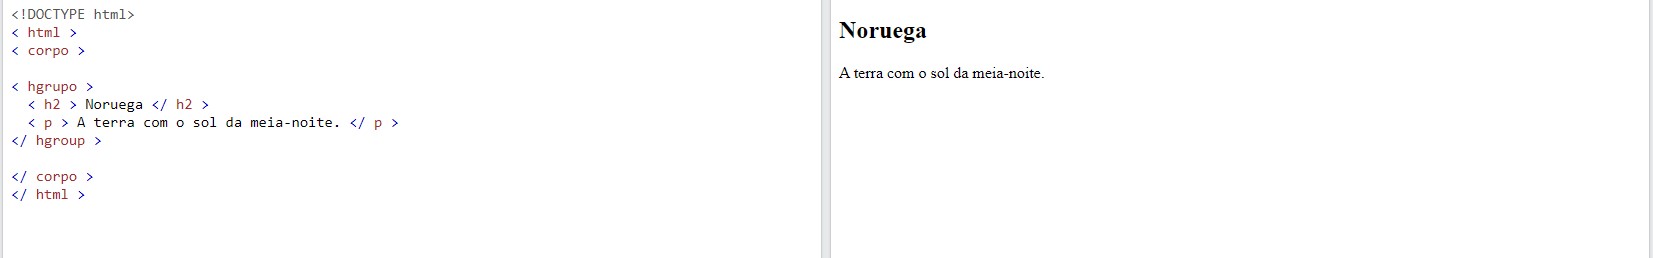 <!DOCTYPE html>
< html >
< corpo >
< hgrupo >
< h2 > Noruega </ h2 >
< p > A terra com o sol da meia-noite. </ p >
</ hgroup >
</ corpo >
</ html >
Noruega
A terra com o sol da meia-noite.